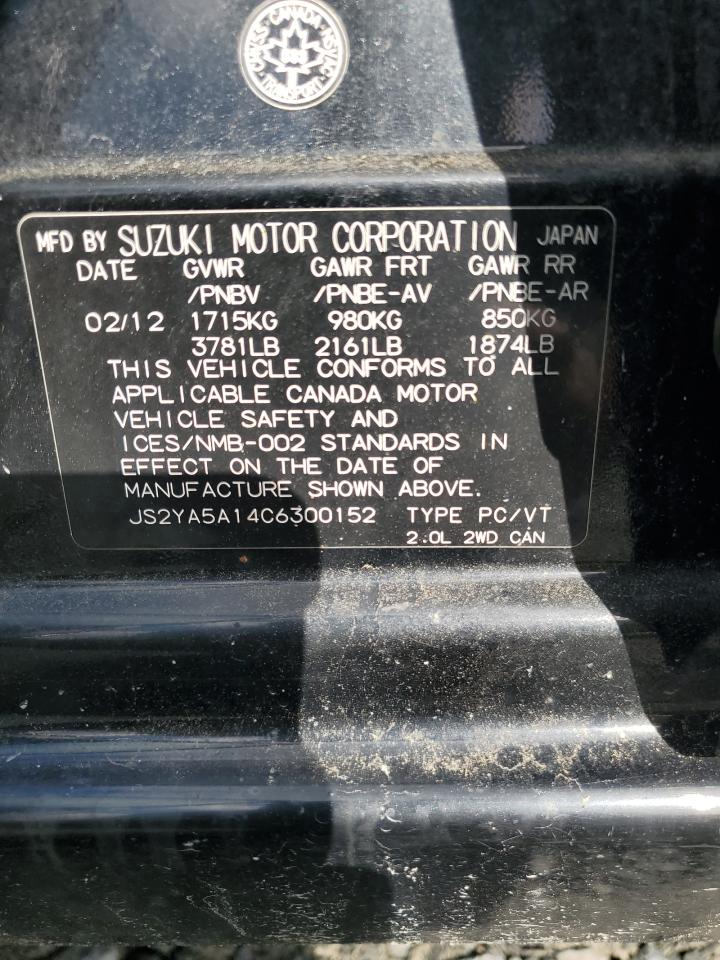 CANADA
TRANSPORT
MFD BY SUZUKI MOTOR CORPORATION JAPAN
DATE GVWR GAWR FRT GAWR RR
/PNBV /PNBE-AV /PNBE-AR
02/12 1715KG 980KG 850KG
3781LB 2161LB 1874LB
THIS VEHICLE CONFORMS TO ALL
APPLICABLE CANADA MOTOR
VEHICLE SAFETY AND
ICES/NMB-002 STANDARDS IN
EFFECT ON THE DATE OF
MANUFACTURE SHOWN ABOVE.
JS2YA5A14C6300152 TYPE PC/VT
2.0L 2WD CAN